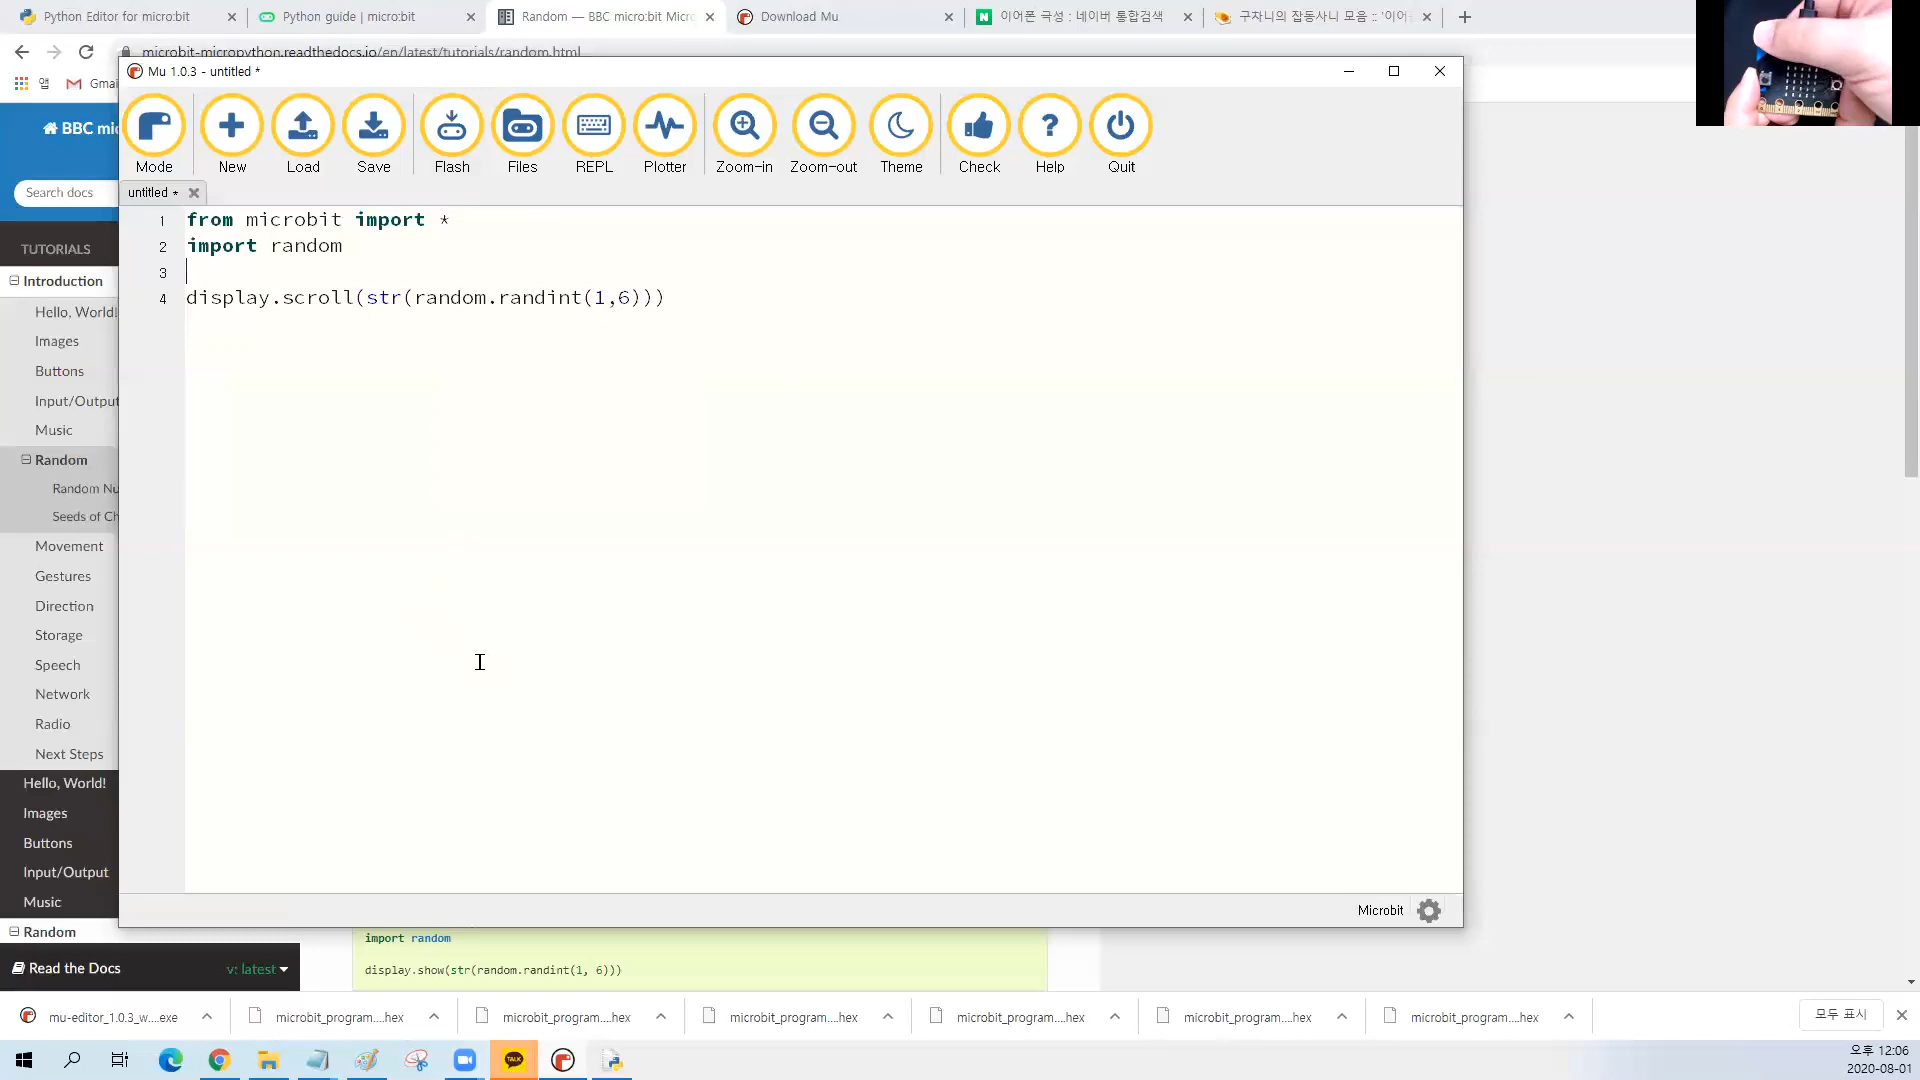 Python Editor for micro:bit
Python guide | micro:bit
Random — BBC micro:bit Micro
Download Mu
이어폰 극성 : 네이버 통합검색
구차니의 잡동사니 모음 :: '이어
microbit-micropython.readthedocs.io/en/latest/tutorials/random.html
앱
Gmai
Mu 1.0.3 - untitled *
BBC mic
Mode
New
Load
Save
Flash
Files
REPL
Plotter
Zoom-in
Zoom-out
Theme
Check
Help
Quit
Search docs
untitled *
1 from microbit import *
2 import random
3
4 display.scroll(str(random.randint(1,6)))
TUTORIALS
Introduction
Hello, World!
Images
Buttons
Input/Output
Music
Random
Random Nu
Seeds of Ch
Movement
Gestures
Direction
Storage
Speech
Network
Radio
Next Steps
Hello, World!
Images
Buttons
Input/Output
Music
Random
Microbit
import random
display.show(str(random.randint(1, 6)))
Read the Docs
v: latest
mu-editor_1.0.3_w....exe
microbit_program....hex
microbit_program....hex
microbit_program....hex
microbit_program....hex
microbit_program....hex
microbit_program....hex
모두 표시
TALK
오후 12:06
2020-08-01